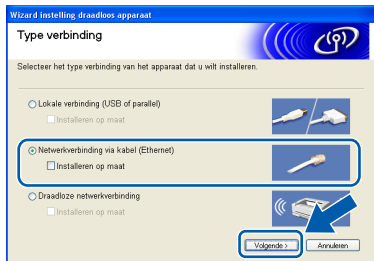 Wizard instelling draadloos apparaat
Type verbinding
Selecteer het type verbinding van het apparaat dat u wilt installeren.
Lokale verbinding (USB of parallel)
Installeren op maat
Netwerkverbinding via kabel (Ethernet)
Installeren op maat
Draadloze netwerkverbinding
Installeren op maat
Volgende > Annuleren